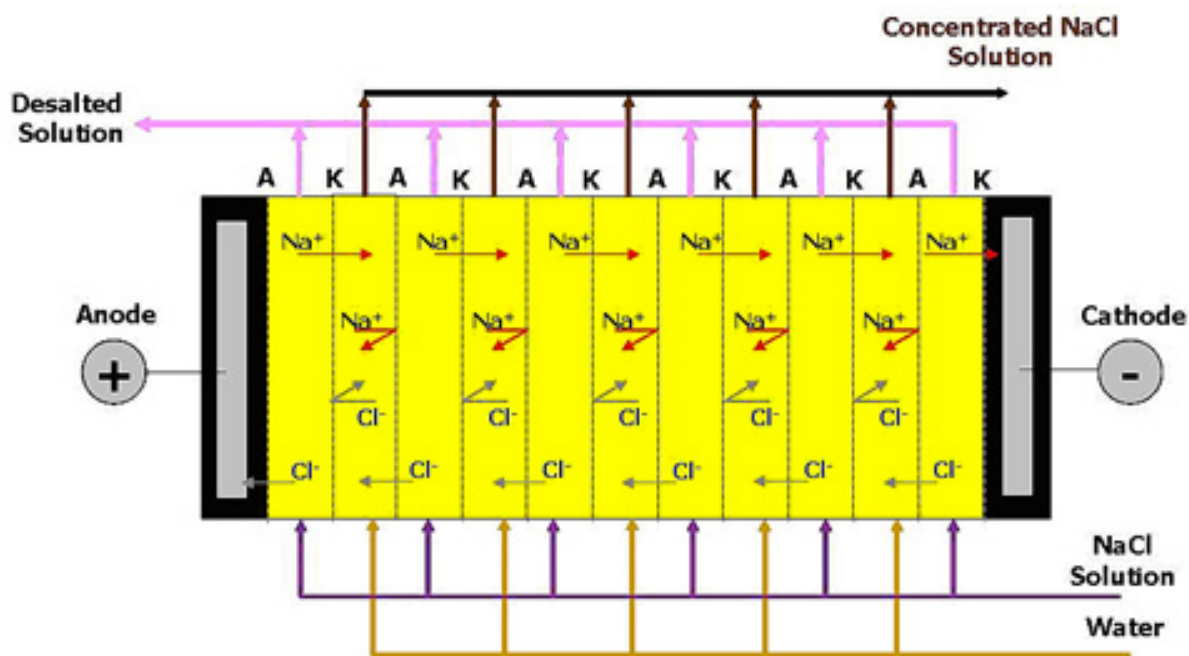 Concentrated NaCl
Solution
Desalted
Solution
A K A K A K A K A K A K
Na⁺ Na⁺ Na⁺ Na⁺ Na⁺ Na⁺
Anode
Na⁺ Na⁺ Na⁺ Na⁺ Na⁺
Cathode
+
-
Cl⁻ Cl⁻ Cl⁻ Cl⁻ Cl⁻
Cl⁻ Cl⁻ Cl⁻ Cl⁻ Cl⁻ Cl⁻
NaCl
Solution
Water